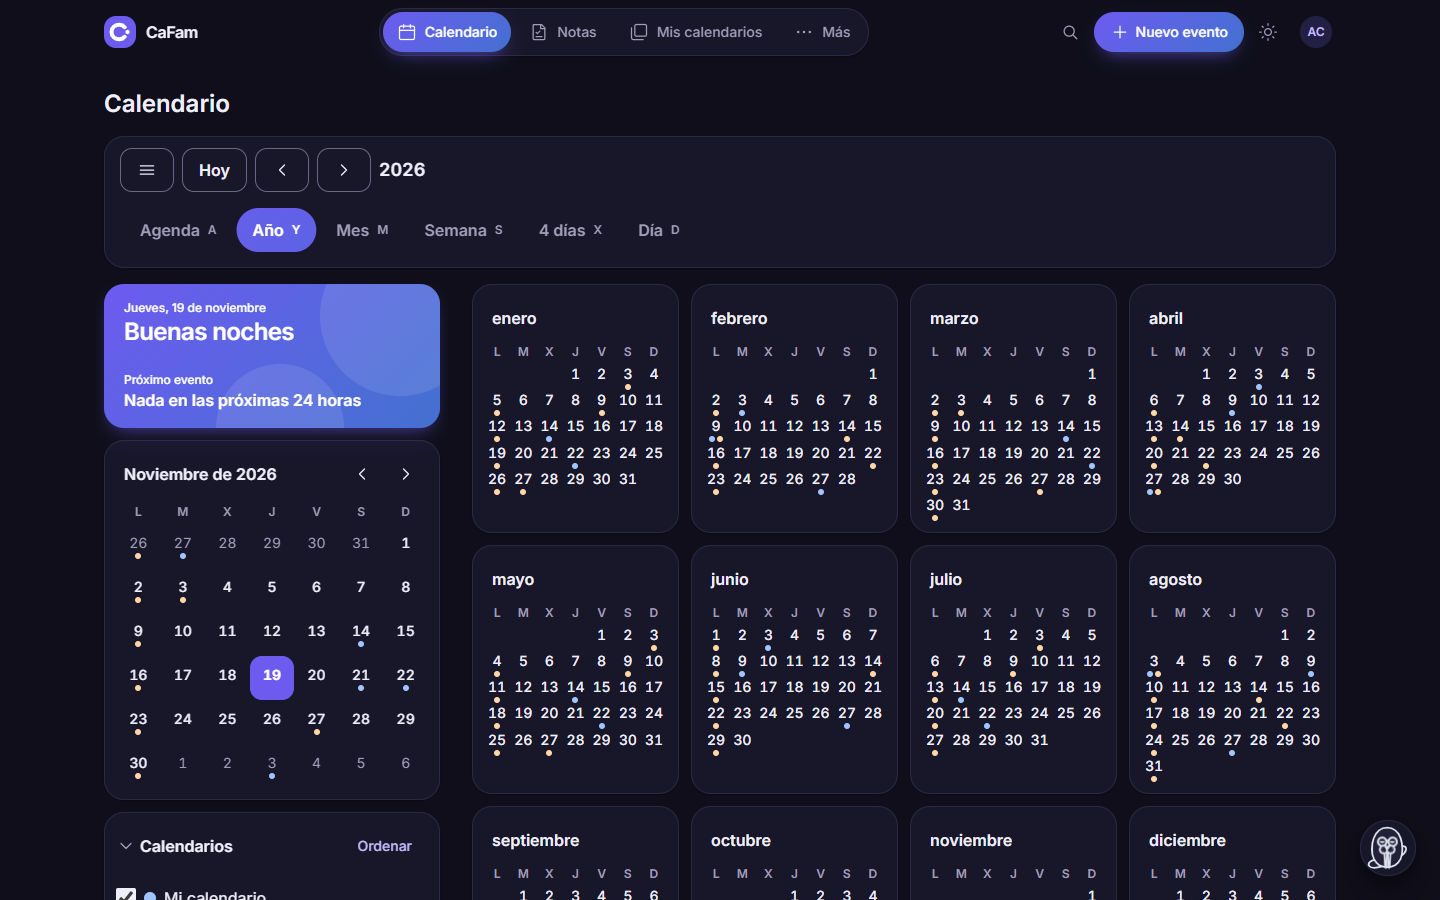 CaFam
Calendario
Notas
Mis calendarios
Más
Nuevo evento
AC
Calendario
Hoy
2026
Agenda A
Año Y
Mes M
Semana S
4 días X
Día D
Jueves, 19 de noviembre
Buenas noches
Próximo evento
Nada en las próximas 24 horas
Noviembre de 2026
L M X J V S D
26 27 28 29 30 31 1
2 3 4 5 6 7 8
9 10 11 12 13 14 15
16 17 18 19 20 21 22
23 24 25 26 27 28 29
30 1 2 3 4 5 6
Calendarios
Ordenar
Mi calendario
enero
L M X J V S D
1 2 3 4
5 6 7 8 9 10 11
12 13 14 15 16 17 18
19 20 21 22 23 24 25
26 27 28 29 30 31
febrero
L M X J V S D
1
2 3 4 5 6 7 8
9 10 11 12 13 14 15
16 17 18 19 20 21 22
23 24 25 26 27 28
marzo
L M X J V S D
1
2 3 4 5 6 7 8
9 10 11 12 13 14 15
16 17 18 19 20 21 22
23 24 25 26 27 28 29
30 31
abril
L M X J V S D
1 2 3 4 5
6 7 8 9 10 11 12
13 14 15 16 17 18 19
20 21 22 23 24 25 26
27 28 29 30
mayo
L M X J V S D
1 2 3
4 5 6 7 8 9 10
11 12 13 14 15 16 17
18 19 20 21 22 23 24
25 26 27 28 29 30 31
junio
L M X J V S D
1 2 3 4 5 6 7
8 9 10 11 12 13 14
15 16 17 18 19 20 21
22 23 24 25 26 27 28
29 30
julio
L M X J V S D
1 2 3 4 5
6 7 8 9 10 11 12
13 14 15 16 17 18 19
20 21 22 23 24 25 26
27 28 29 30 31
agosto
L M X J V S D
1 2
3 4 5 6 7 8 9
10 11 12 13 14 15 16
17 18 19 20 21 22 23
24 25 26 27 28 29 30
31
septiembre
L M X J V S D
1 2 3 4 5 6
octubre
L M X J V S D
1 2 3 4
noviembre
L M X J V S D
1
diciembre
L M X J V S D
1 2 3 4 5 6